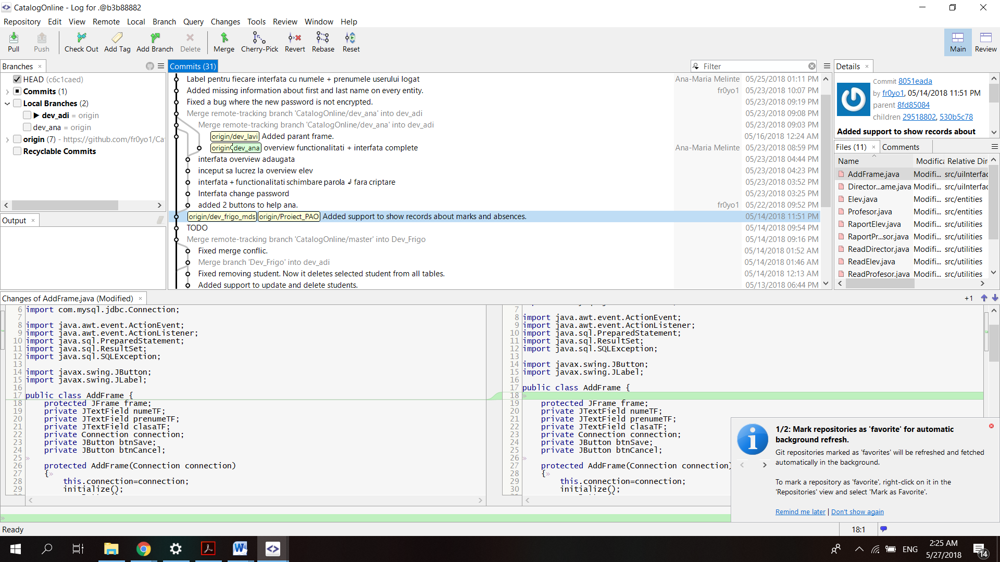 CatalogOnline - Log for .@b3b88882
Repository Edit View Remote Local Branch Query Changes Tools Review Window Help
Pull Push Check Out Add Tag Add Branch Delete Merge Cherry-Pick Revert Rebase Reset Main Review
Branches
HEAD (c6c1caed)
Commits (1)
Local Branches (2)
dev_adi = origin
dev_ana = origin
origin (7) - https://github.com/fr0yo1/Ca
Recyclable Commits
Output
Commits (31)
Filter
Label pentru fiecare interfata cu numele + prenumele userului logat Ana-Maria Melinte 05/25/2018 01:11 PM
Added missing information about first and last name on every entity. fr0yo1 05/23/2018 10:07 PM
Fixed a bug where the new password is not encrypted. 05/23/2018 09:19 PM
Merge remote-tracking branch 'CatalogOnline/dev_ana' into dev_adi 05/23/2018 09:08 PM
Merge remote-tracking branch 'CatalogOnline/dev_ana' into dev_adi 05/23/2018 09:03 PM
origin/dev_lavi Added parant frame. 05/16/2018 12:24 AM
origin dev_ana overview functionalitati + interfata complete Ana-Maria Melinte 05/23/2018 08:59 PM
interfata overview adaugata 05/23/2018 04:44 PM
inceput sa lucrez la overview elev 05/23/2018 04:23 PM
interfata + functionalitati schimbare parola ↲ fara criptare 05/23/2018 03:52 PM
Interfata change password 05/23/2018 03:25 PM
added 2 buttons to help ana. fr0yo1 05/22/2018 09:52 PM
origin/dev_frigo_mds origin/Proiect_PAO Added support to show records about marks and absences. 05/14/2018 11:51 PM
TODO 05/14/2018 09:54 PM
Merge remote-tracking branch 'CatalogOnline/master' into Dev_Frigo 05/14/2018 09:16 PM
Fixed merge conflic. 05/14/2018 01:52 AM
Merge branch 'Dev_Frigo' into dev_adi 05/14/2018 01:46 AM
Fixed removing student. Now it deletes selected student from all tables. 05/14/2018 12:13 AM
Added support to update and delete students. 05/13/2018 06:44 PM
Details
Commit 8051eada
by fr0yo1, 05/14/2018 11:51 PM
parent 8fd85084
children 29518802, 530b5c78
Added support to show records about
Files (11) Comments
Name Modifica Relative Dir
AddFrame.java Modifi... src/uiInterfac
Director...ame.java Modifi... src/uiInterfac
Elev.java Modifi... src/entities
Profesor.java Modifi... src/entities
RaportElev.java Modifi... src/utilities
RaportPr...sor.java Modifi... src/utilities
ReadDirector.java Modifi... src/utilities
ReadElev.java Modifi... src/utilities
ReadProfesor.java Modifi... src/utilities
Changes of AddFrame.java (Modified)
+1
6 import com.mysql.jdbc.Connection;
7
8 import java.awt.event.ActionEvent;
9 import java.awt.event.ActionListener;
10 import java.sql.PreparedStatement;
11 import java.sql.ResultSet;
12 import java.sql.SQLException;
13
14 import javax.swing.JButton;
15 import javax.swing.JLabel;
16
17 public class AddFrame {
18 protected JFrame frame;
19 private JTextField numeTF;
20 private JTextField prenumeTF;
21 private JTextField clasaTF;
22 private Connection connection;
23 private JButton btnSave;
24 private JButton btnCancel;
25 »
26 protected AddFrame(Connection connection)
27 {»
28 this.connection=connection;
29 initialize();
7
8 import java.awt.event.ActionEvent;
9 import java.awt.event.ActionListener;
10 import java.sql.PreparedStatement;
11 import java.sql.ResultSet;
12 import java.sql.SQLException;
13
14 import javax.swing.JButton;
15 import javax.swing.JLabel;
16
17 public class AddFrame {
18 »
19 protected JFrame frame;
20 private JTextField numeTF;
21 private JTextField prenumeTF;
22 private JTextField clasaTF;
23 private Connection connection;
24 private JButton btnSave;
25 private JButton btnCancel;
26 »
27 protected AddFrame(Connection connection)
28 {»
29 this.connection=connection;
30 initialize();
»
1/2: Mark repositories as 'favorite' for automatic
background refresh.
Git repositories marked as 'favorites' will be refreshed and fetched
automatically in the background.
To mark a repository as 'favorite', right-click on it in the
'Repositories' view and select 'Mark as Favorite'.
Remind me later | Don't show again
Ready
18:1
ENG
2:25 AM
5/27/2018
14